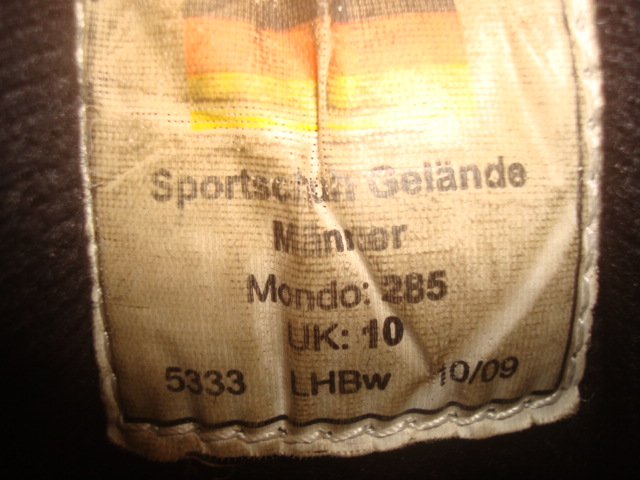 Sportschuh Gelände
Männer
Mondo: 285
UK: 10
5333 LHBw 10/09